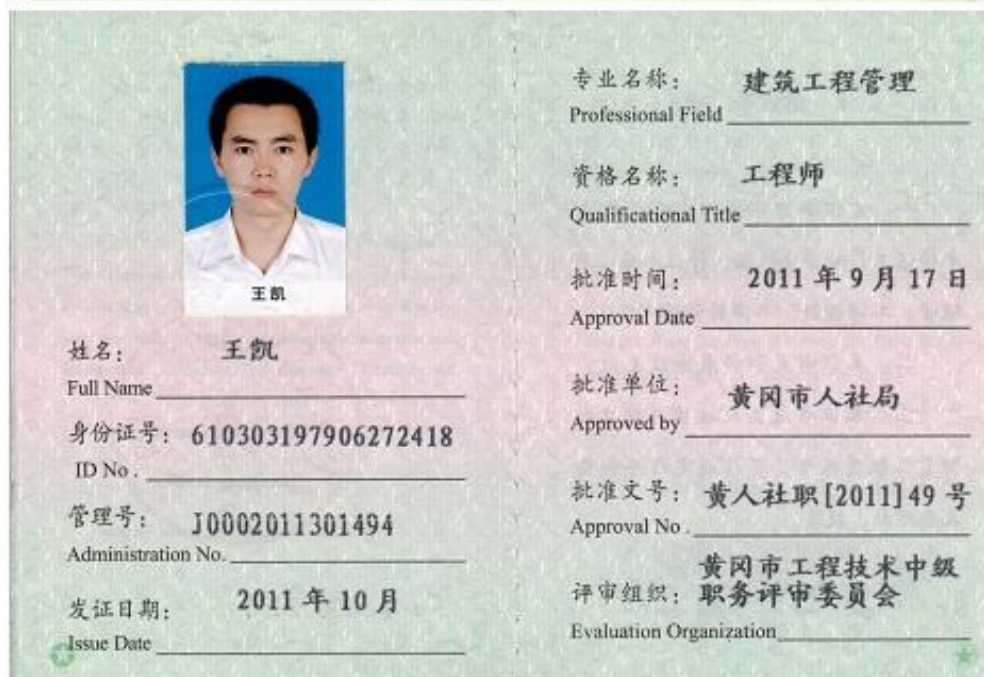 王凯
姓名： 王凯
Full Name
身份证号： 610303197906272418
ID No .
管理号： J0002011301494
Administration No.
发证日期： 2011 年 10 月
Issue Date
专业名称： 建筑工程管理
Professional Field
资格名称： 工程师
Qualificational Title
批准时间： 2011 年 9 月 17 日
Approval Date
批准单位： 黄冈市人社局
Approved by
批准文号： 黄人社职[2011]49 号
Approval No .
黄冈市工程技术中级
评审组织： 职务评审委员会
Evaluation Organization